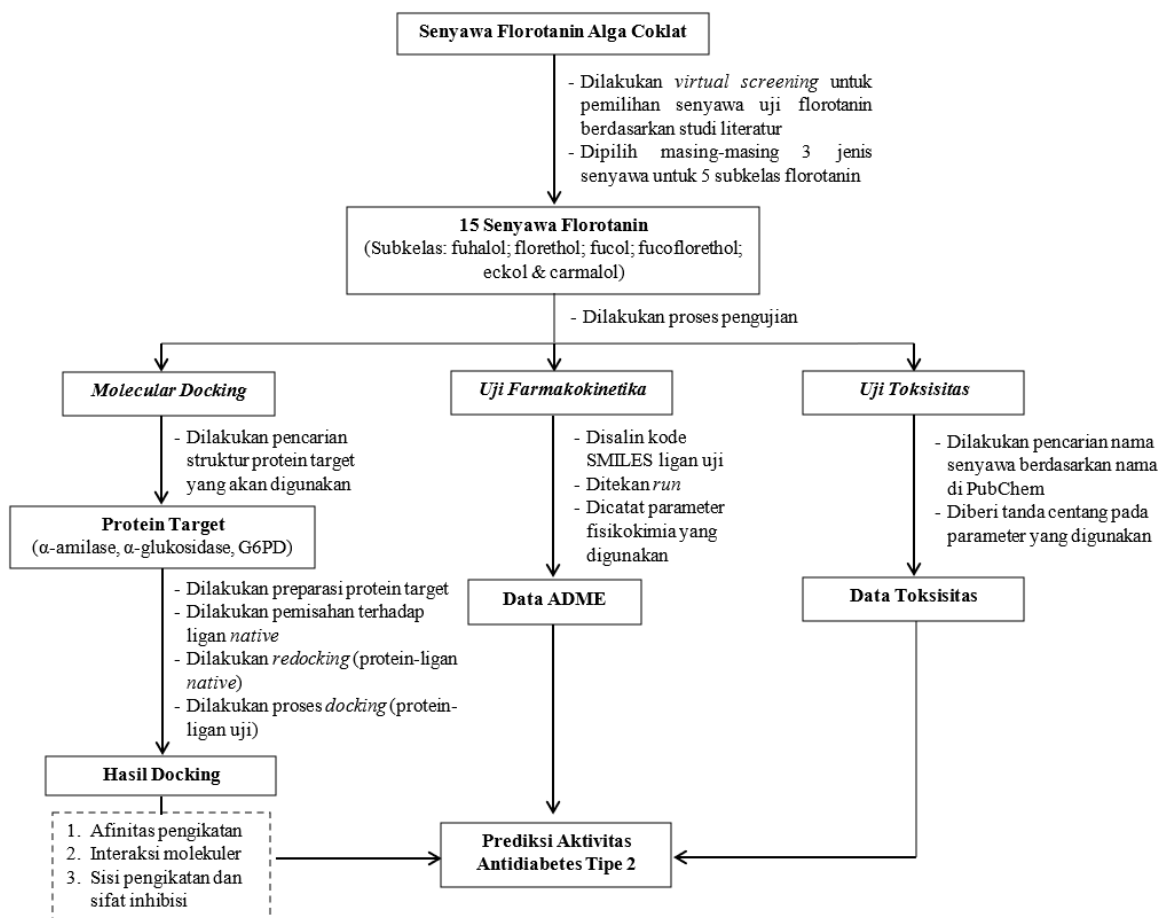 Senyawa Florotanin Alga Coklat
- Dilakukan virtual screening untuk
pemilihan senyawa uji florotanin
berdasarkan studi literatur
- Dipilih masing-masing 3 jenis
senyawa untuk 5 subkelas florotanin
15 Senyawa Florotanin
(Subkelas: fuhalol; florethol; fucol; fucoflorethol;
eckol & carmalol)
- Dilakukan proses pengujian
Molecular Docking
- Dilakukan pencarian
struktur protein target
yang akan digunakan
Protein Target
(α-amilase, α-glukosidase, G6PD)
- Dilakukan preparasi protein target
- Dilakukan pemisahan terhadap
ligan native
- Dilakukan redocking (protein-ligan
native)
- Dilakukan proses docking (protein-
ligan uji)
Hasil Docking
1. Afinitas pengikatan
2. Interaksi molekuler
3. Sisi pengikatan dan
sifat inhibisi
Uji Farmakokinetika
- Disalin kode
SMILES ligan uji
- Ditekan run
- Dicatat parameter
fisikokimia yang
digunakan
Data ADME
Uji Toksisitas
- Dilakukan pencarian nama
senyawa berdasarkan nama
di PubChem
- Diberi tanda centang pada
parameter yang digunakan
Data Toksisitas
Prediksi Aktivitas
Antidiabetes Tipe 2